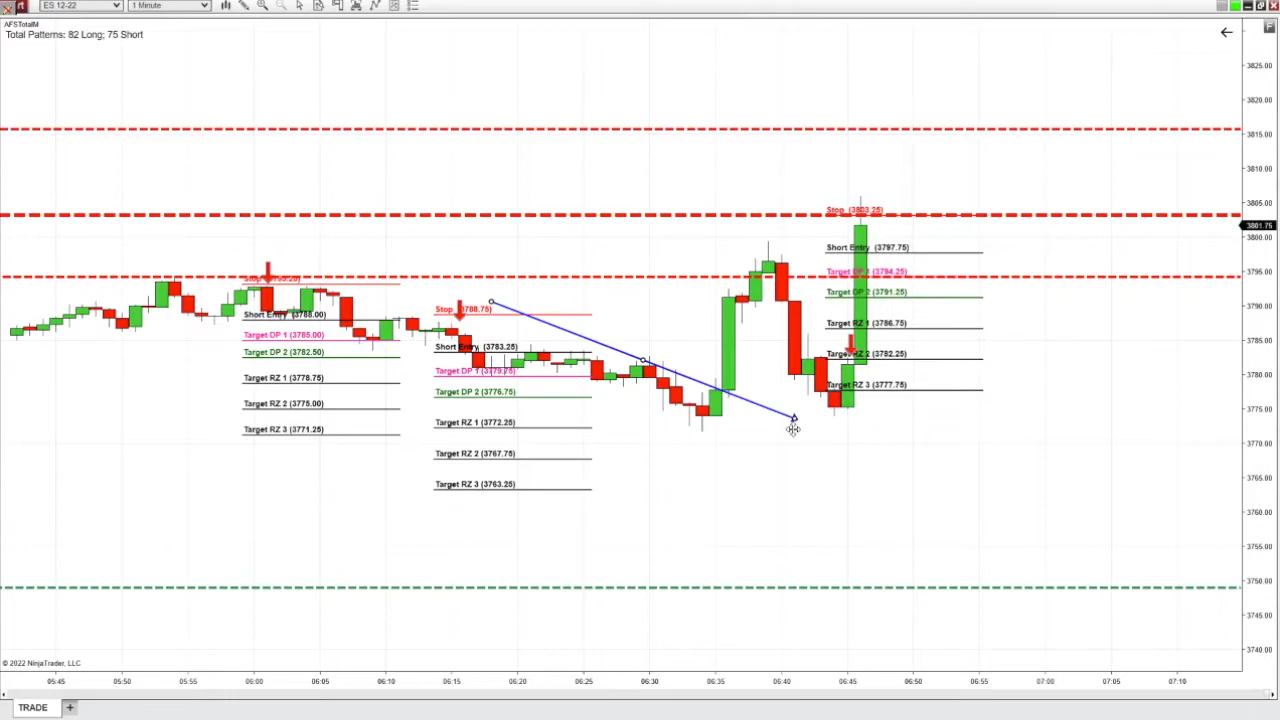 rt
ES 12-22
1 Minute
AFSTotalM
Total Patterns: 82 Long; 75 Short
F
3825.00
3820.00
3815.00
3810.00
3805.00
3801.75
3800.00
3795.00
3790.00
3785.00
3780.00
3775.00
3770.00
3765.00
3760.00
3755.00
3750.00
3745.00
3740.00
Short Entry (3788.00)
Target DP 1 (3785.00)
Target DP 2 (3782.50)
Target RZ 1 (3778.75)
Target RZ 2 (3775.00)
Target RZ 3 (3771.25)
Stop (3788.75)
Short Entry (3783.25)
Target DP 1 (3779.75)
Target DP 2 (3776.75)
Target RZ 1 (3772.25)
Target RZ 2 (3767.75)
Target RZ 3 (3763.25)
Stop (3803.25)
Short Entry (3797.75)
Target DP 1 (3794.25)
Target DP 2 (3791.25)
Target RZ 1 (3786.75)
Target RZ 2 (3782.25)
Target RZ 3 (3777.75)
© 2022 NinjaTrader, LLC
05:45
05:50
05:55
06:00
06:05
06:10
06:15
06:20
06:25
06:30
06:35
06:40
06:45
06:50
06:55
07:00
07:05
07:10
TRADE
+